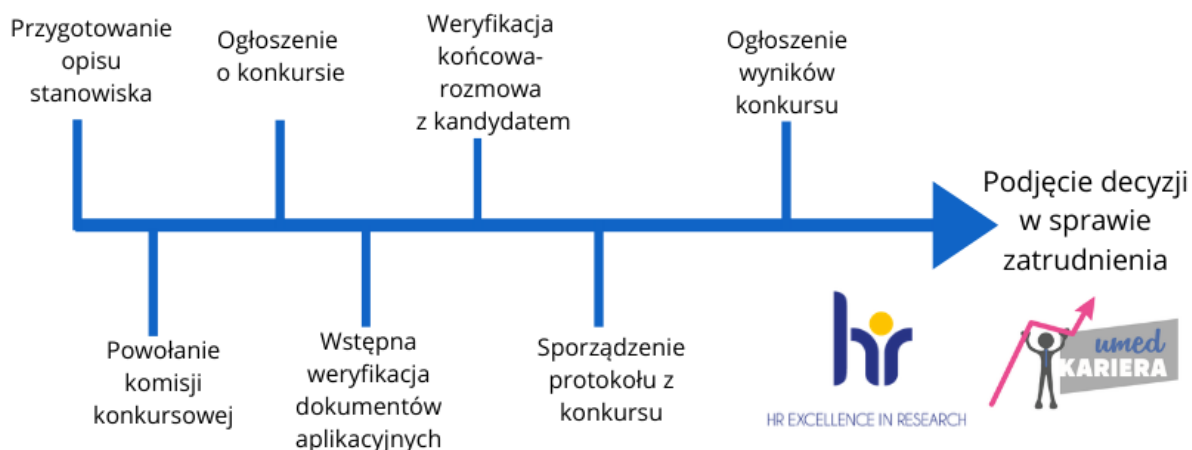 Przygotowanie
opisu
stanowiska
Powołanie
komisji
konkursowej
Ogłoszenie
o konkursie
Wstępna
weryfikacja
dokumentów
aplikacyjnych
Weryfikacja
końcowa-
rozmowa
z kandydatem
Sporządzenie
protokołu z
konkursu
Ogłoszenie
wyników
konkursu
Podjęcie decyzji
w sprawie
zatrudnienia
hr
HR EXCELLENCE IN RESEARCH
umed
KARIERA